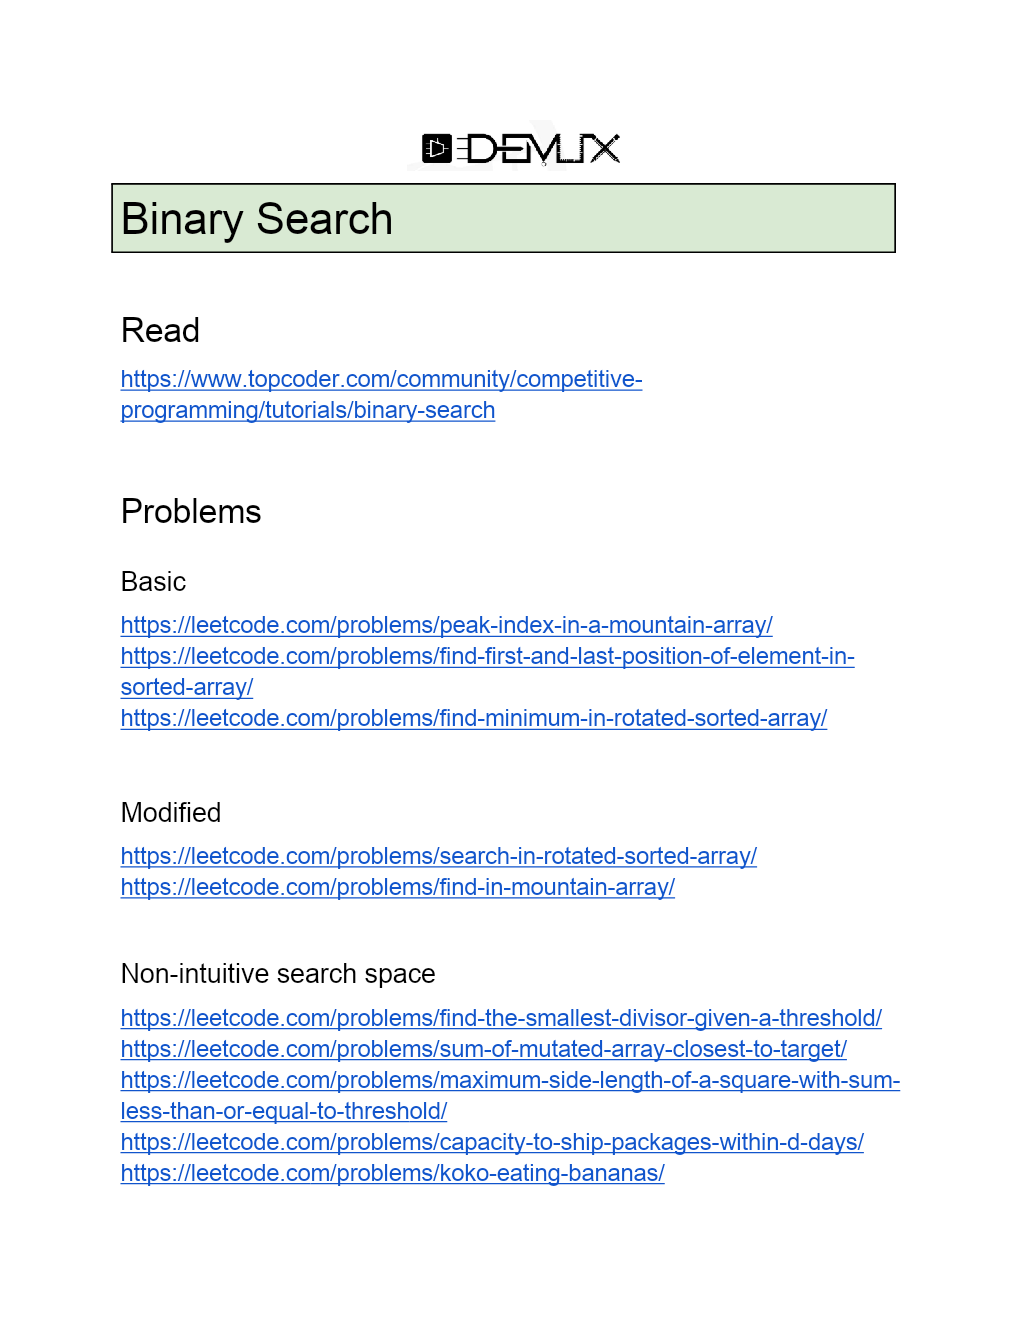 DEMUX
Binary Search
Read
https://www.topcoder.com/community/competitive-
programming/tutorials/binary-search
Problems
Basic
https://leetcode.com/problems/peak-index-in-a-mountain-array/
https://leetcode.com/problems/find-first-and-last-position-of-element-in-
sorted-array/
https://leetcode.com/problems/find-minimum-in-rotated-sorted-array/
Modified
https://leetcode.com/problems/search-in-rotated-sorted-array/
https://leetcode.com/problems/find-in-mountain-array/
Non-intuitive search space
https://leetcode.com/problems/find-the-smallest-divisor-given-a-threshold/
https://leetcode.com/problems/sum-of-mutated-array-closest-to-target/
https://leetcode.com/problems/maximum-side-length-of-a-square-with-sum-
less-than-or-equal-to-threshold/
https://leetcode.com/problems/capacity-to-ship-packages-within-d-days/
https://leetcode.com/problems/koko-eating-bananas/